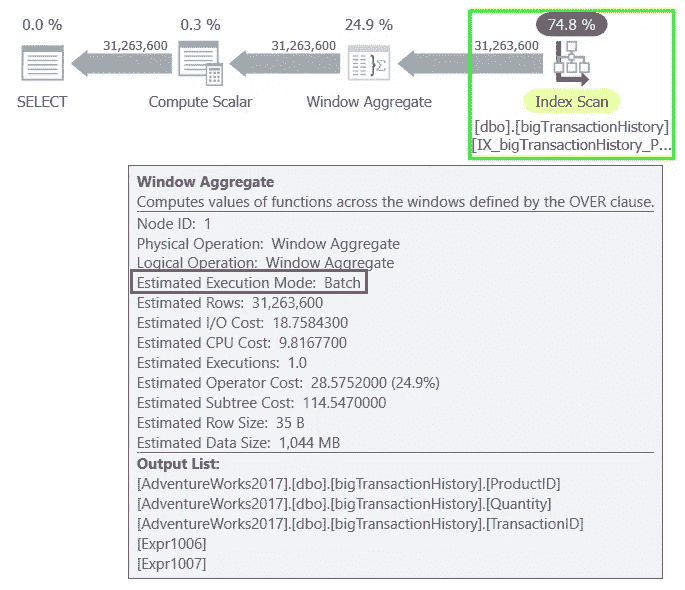 0.0 %
0.3 %
24.9 %
74.8 %
31,263,600
31,263,600
31,263,600
SELECT
Compute Scalar
Window Aggregate
Index Scan
[dbo].[bigTransactionHistory]
[IX_bigTransactionHistory_P...
Window Aggregate
Computes values of functions across the windows defined by the OVER clause.
Node ID: 1
Physical Operation: Window Aggregate
Logical Operation: Window Aggregate
Estimated Execution Mode: Batch
Estimated Rows: 31,263,600
Estimated I/O Cost: 18.7584300
Estimated CPU Cost: 9.8167700
Estimated Executions: 1.0
Estimated Operator Cost: 28.5752000 (24.9%)
Estimated Subtree Cost: 114.5470000
Estimated Row Size: 35 B
Estimated Data Size: 1,044 MB
Output List:
[AdventureWorks2017].[dbo].[bigTransactionHistory].[ProductID]
[AdventureWorks2017].[dbo].[bigTransactionHistory].[Quantity]
[AdventureWorks2017].[dbo].[bigTransactionHistory].[TransactionID]
[Expr1006]
[Expr1007]